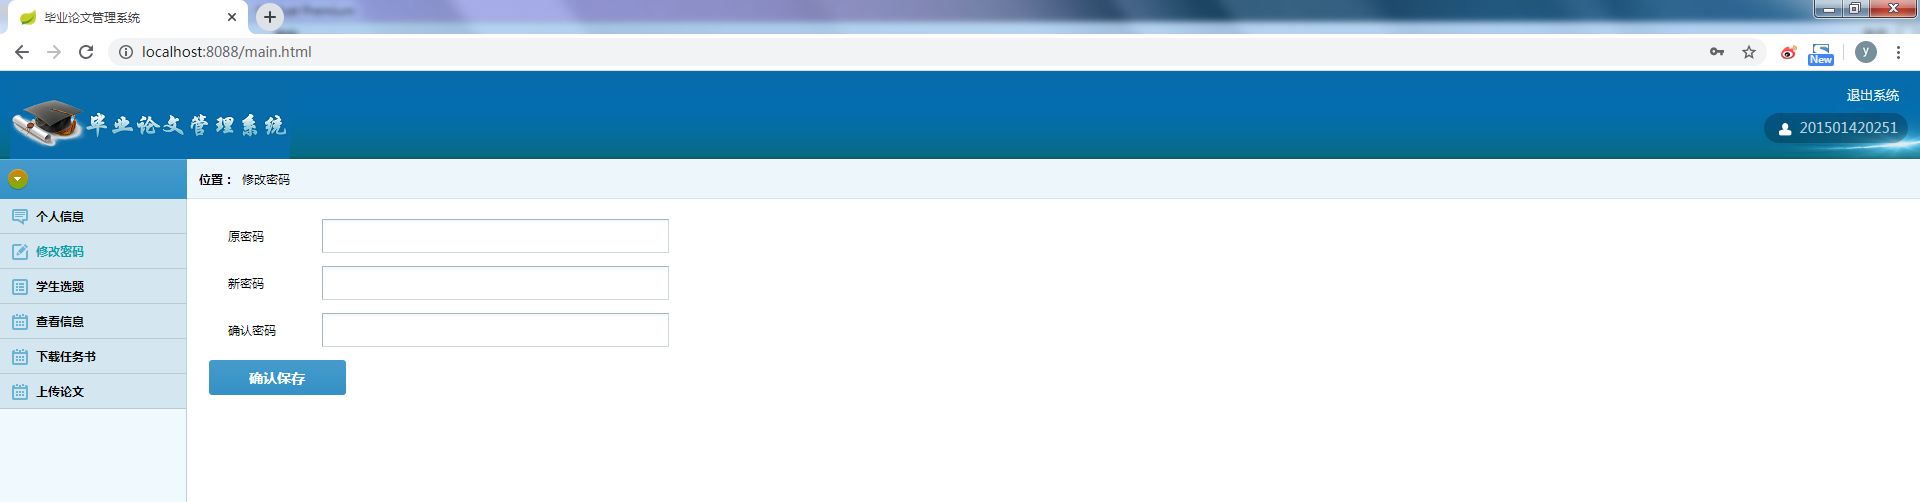 毕业论文管理系统
localhost:8088/main.html
New
y
毕业论文管理系统
退出系统
201501420251
位置： 修改密码
个人信息
修改密码
学生选题
查看信息
下载任务书
上传论文
原密码
新密码
确认密码
确认保存